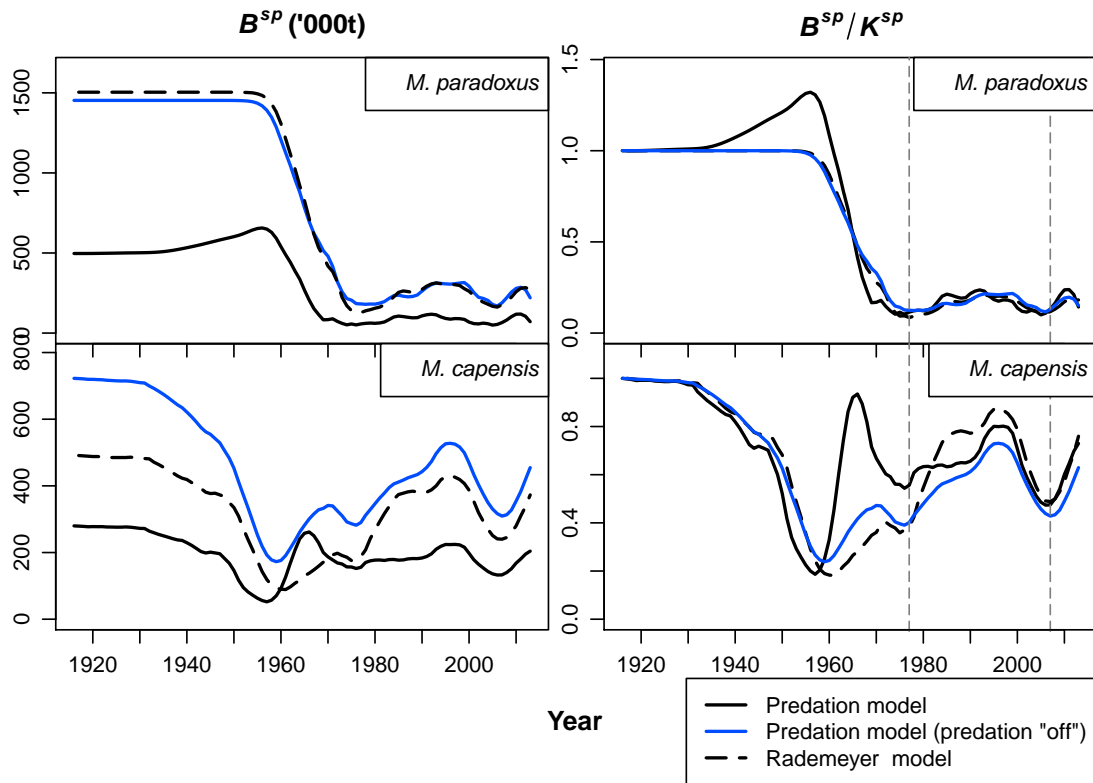 B^sp ('000t)
B^sp / K^sp
M. paradoxus
0 500 1000 1500
M. paradoxus
0.0 0.5 1.0 1.5
M. capensis
0 200 400 600 800
M. capensis
0.0 0.4 0.8
1920 1940 1960 1980 2000
1920 1940 1960 1980 2000
Year
Predation model
Predation model (predation "off")
Rademeyer model